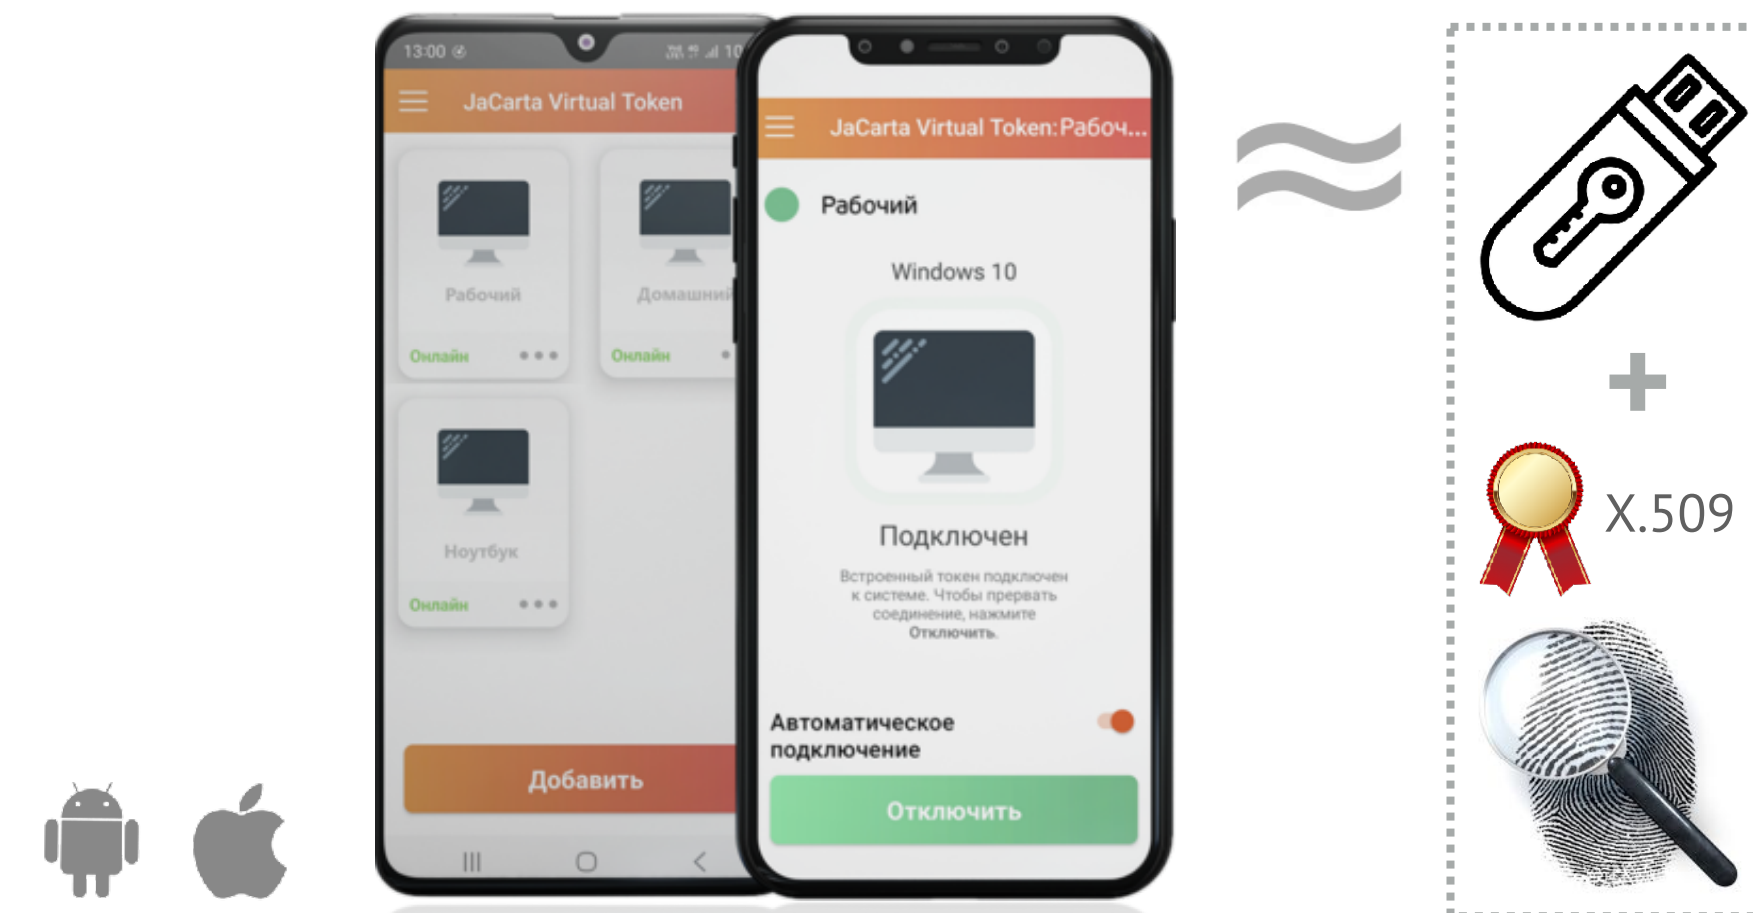 13:00
JaCarta Virtual Token
Рабочий
Домашний
Онлайн
Онлайн
Ноутбук
Онлайн
Добавить
JaCarta Virtual Token:Рабоч...
Рабочий
Windows 10
Подключен
Встроенный токен подключен
к системе. Чтобы прервать
соединение, нажмите
Отключить.
Автоматическое
подключение
Отключить
X.509